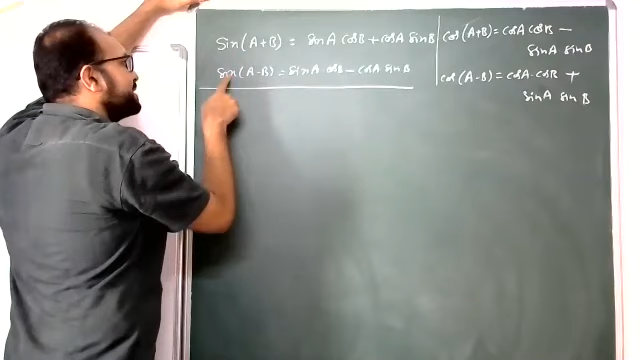 Sin(A+B) = sinA cosB + cosA sinB
Sin(A-B) = sinA cosB - cosA sinB
cos(A+B) = cosA cosB -
sinA sinB
cos(A-B) = cosA cosB +
sinA sinB